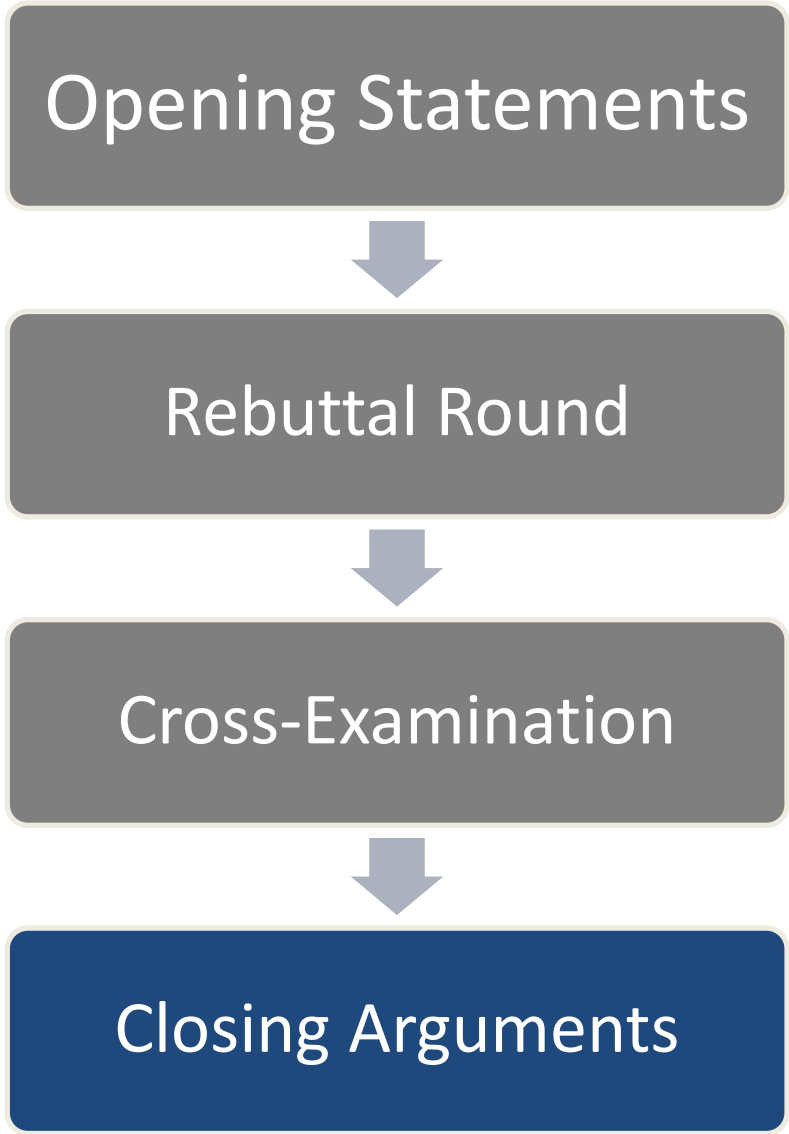 Opening Statements
Rebuttal Round
Cross-Examination
Closing Arguments